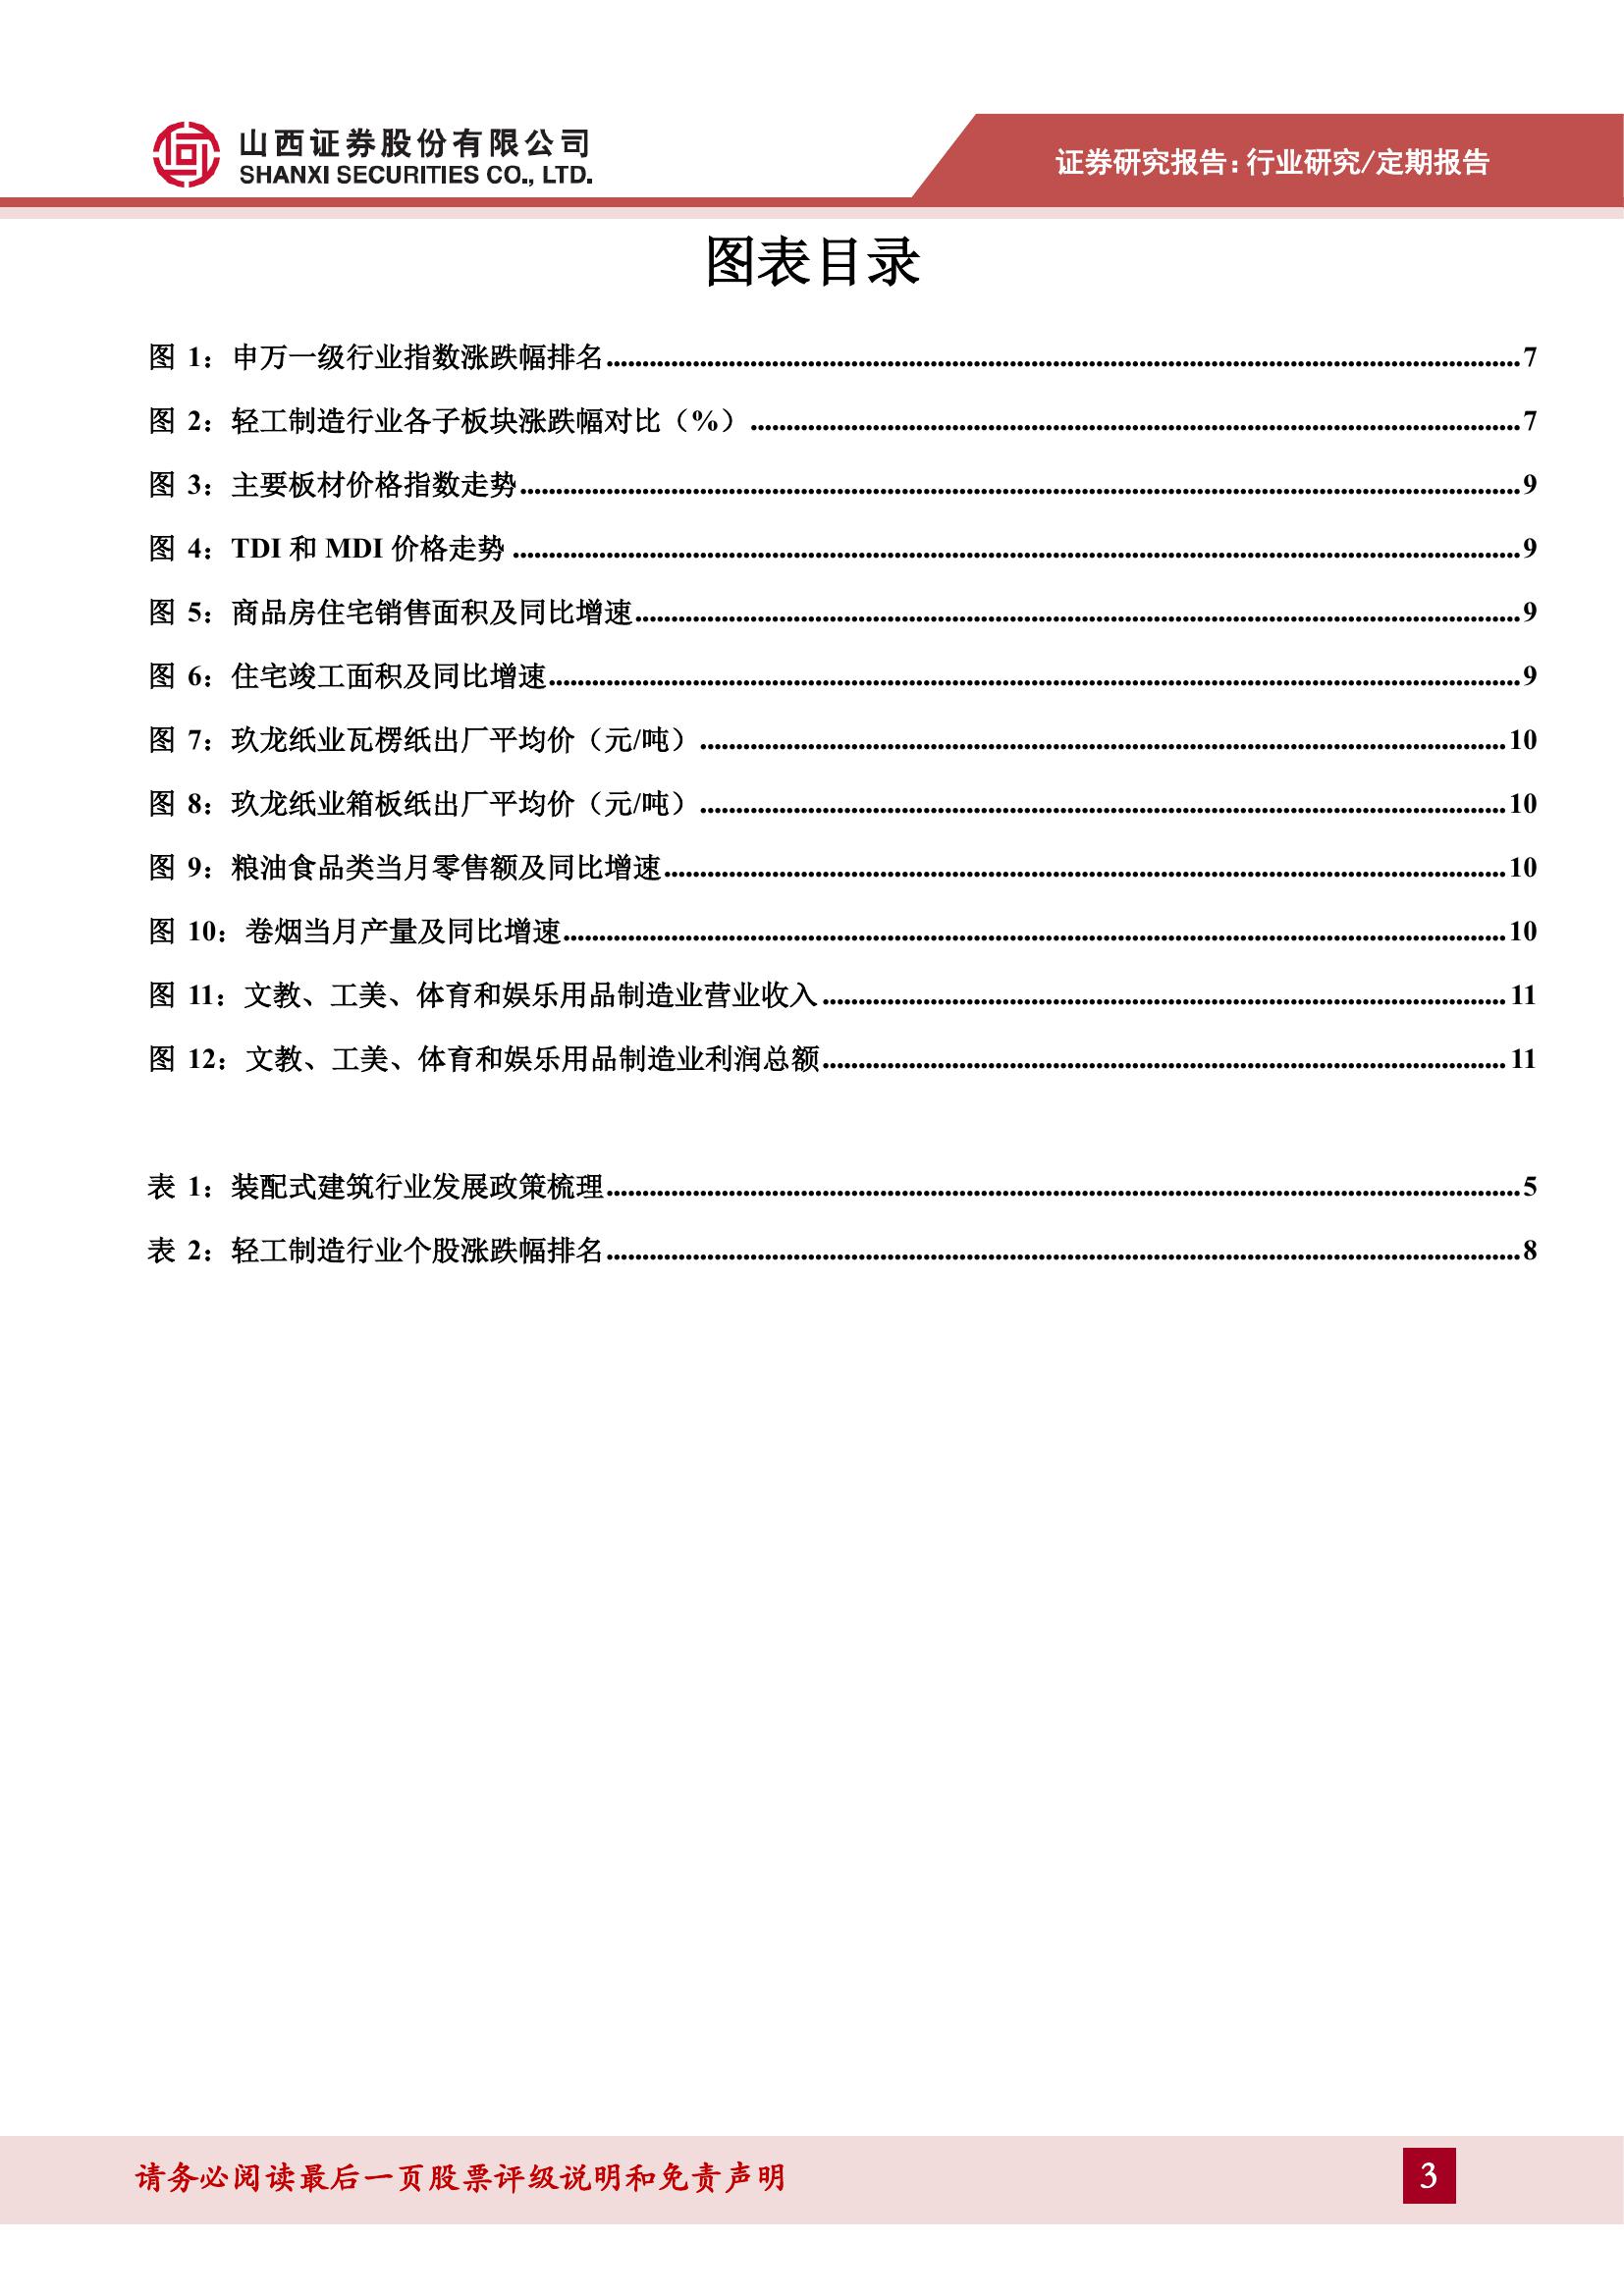 山西证券股份有限公司
SHANXI SECURITIES CO., LTD.
证券研究报告：行业研究/定期报告
图表目录
图 1：申万一级行业指数涨跌幅排名........................................7
图 2：轻工制造行业各子板块涨跌幅对比（%）........................................7
图 3：主要板材价格指数走势........................................9
图 4：TDI 和 MDI 价格走势........................................9
图 5：商品房住宅销售面积及同比增速........................................9
图 6：住宅竣工面积及同比增速........................................9
图 7：玖龙纸业瓦楞纸出厂平均价（元/吨）........................................10
图 8：玖龙纸业箱板纸出厂平均价（元/吨）........................................10
图 9：粮油食品类当月零售额及同比增速........................................10
图 10：卷烟当月产量及同比增速........................................10
图 11：文教、工美、体育和娱乐用品制造业营业收入........................................11
图 12：文教、工美、体育和娱乐用品制造业利润总额........................................11
表 1：装配式建筑行业发展政策梳理........................................5
表 2：轻工制造行业个股涨跌幅排名........................................8
请务必阅读最后一页股票评级说明和免责声明
3